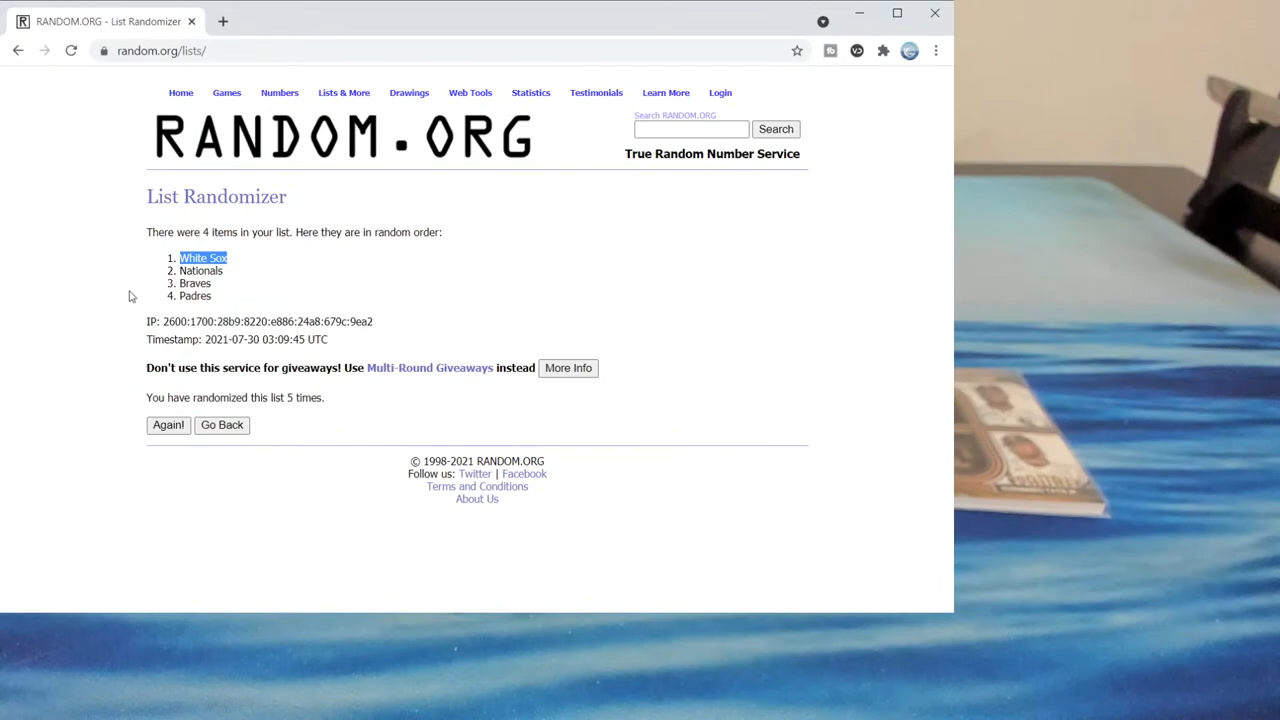 RANDOM.ORG - List Randomizer
random.org/lists/
Home Games Numbers Lists & More Drawings Web Tools Statistics Testimonials Learn More Login
RANDOM.ORG
Search RANDOM.ORG
Search
True Random Number Service
List Randomizer
There were 4 items in your list. Here they are in random order:
1. White Sox
2. Nationals
3. Braves
4. Padres
IP: 2600:1700:28b9:8220:e886:24a8:679c:9ea2
Timestamp: 2021-07-30 03:09:45 UTC
Don't use this service for giveaways! Use Multi-Round Giveaways instead More Info
You have randomized this list 5 times.
Again! Go Back
© 1998-2021 RANDOM.ORG
Follow us: Twitter | Facebook
Terms and Conditions
About Us